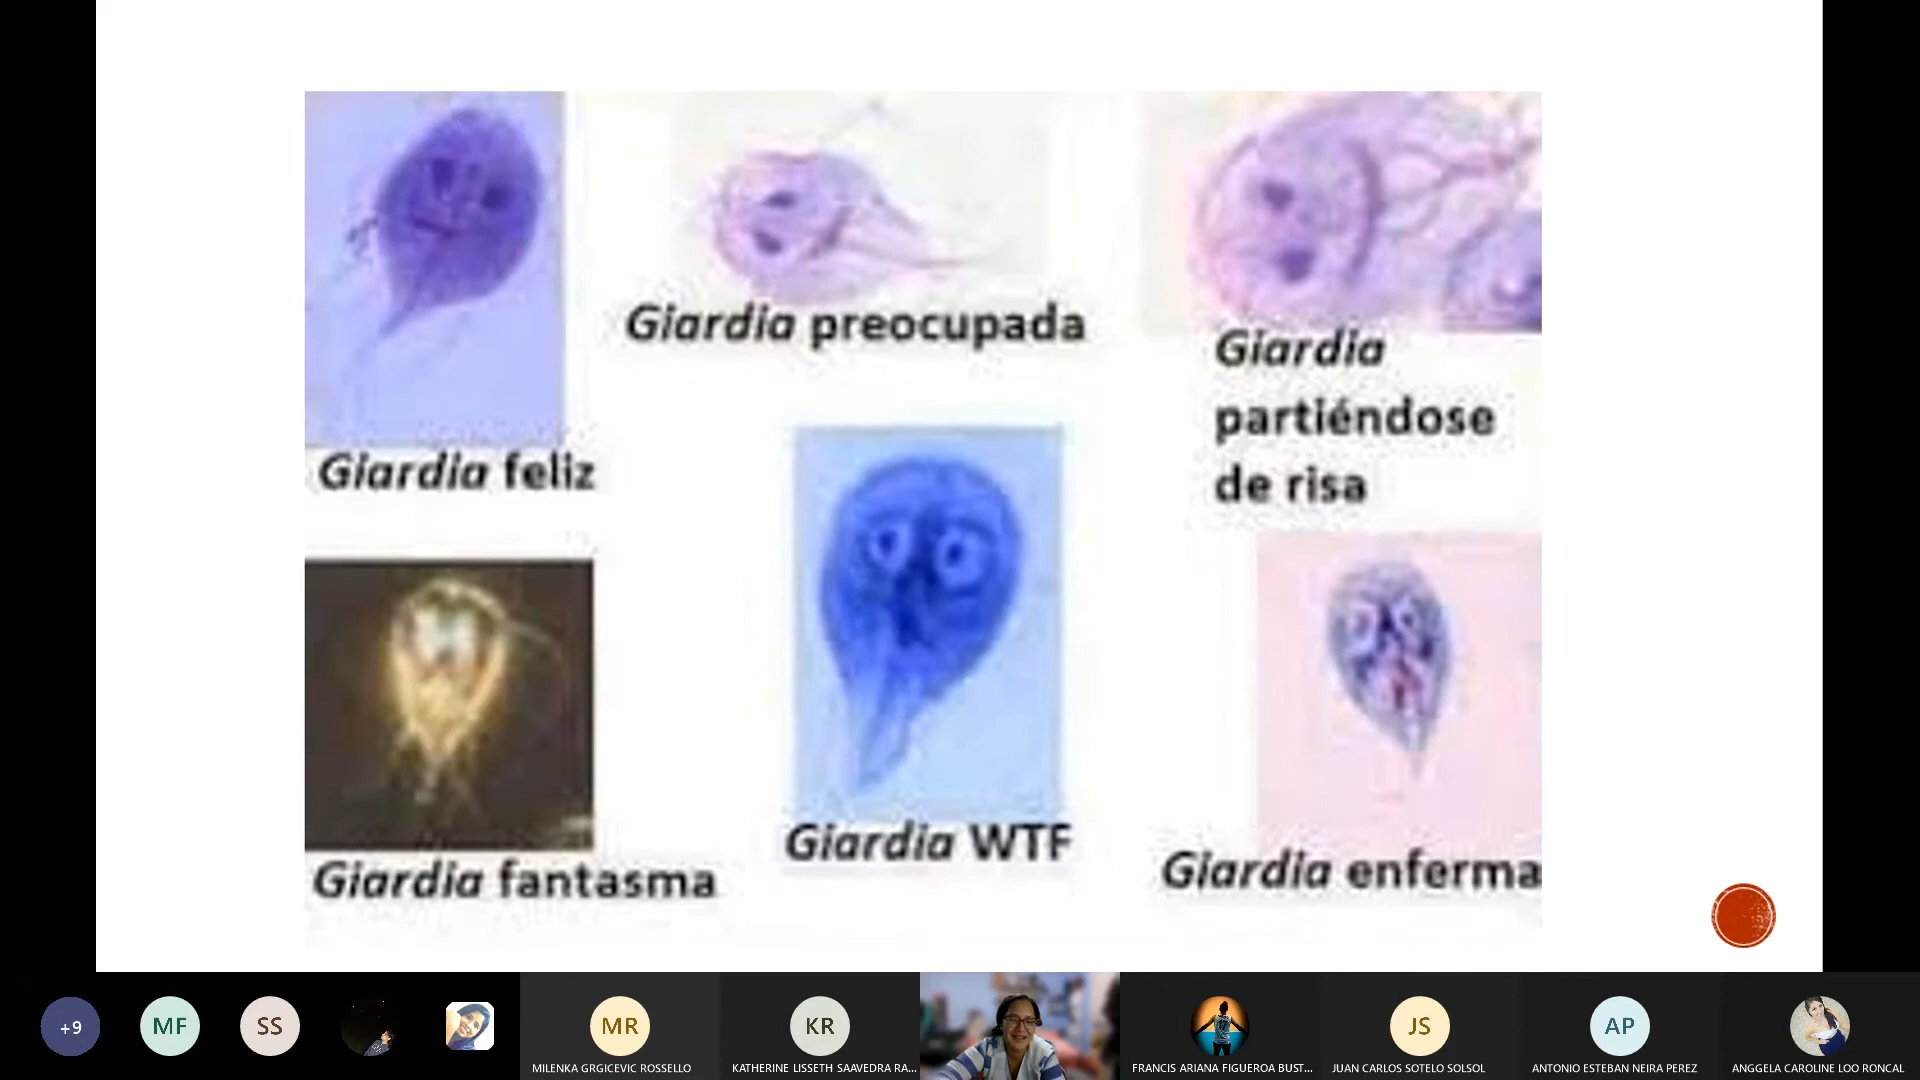 Giardia preocupada
Giardia
partiéndose
de risa
Giardia feliz
Giardia WTF
Giardia fantasma
Giardia enferma
+9
MF
SS
MR
KR
JS
AP
MILENKA GRGICEVIC ROSSELLO
KATHERINE LISSETH SAAVEDRA RA...
FRANCIS ARIANA FIGUEROA BUST...
JUAN CARLOS SOTELO SOLSOL
ANTONIO ESTEBAN NEIRA PEREZ
ANGGELA CAROLINE LOO RONCAL